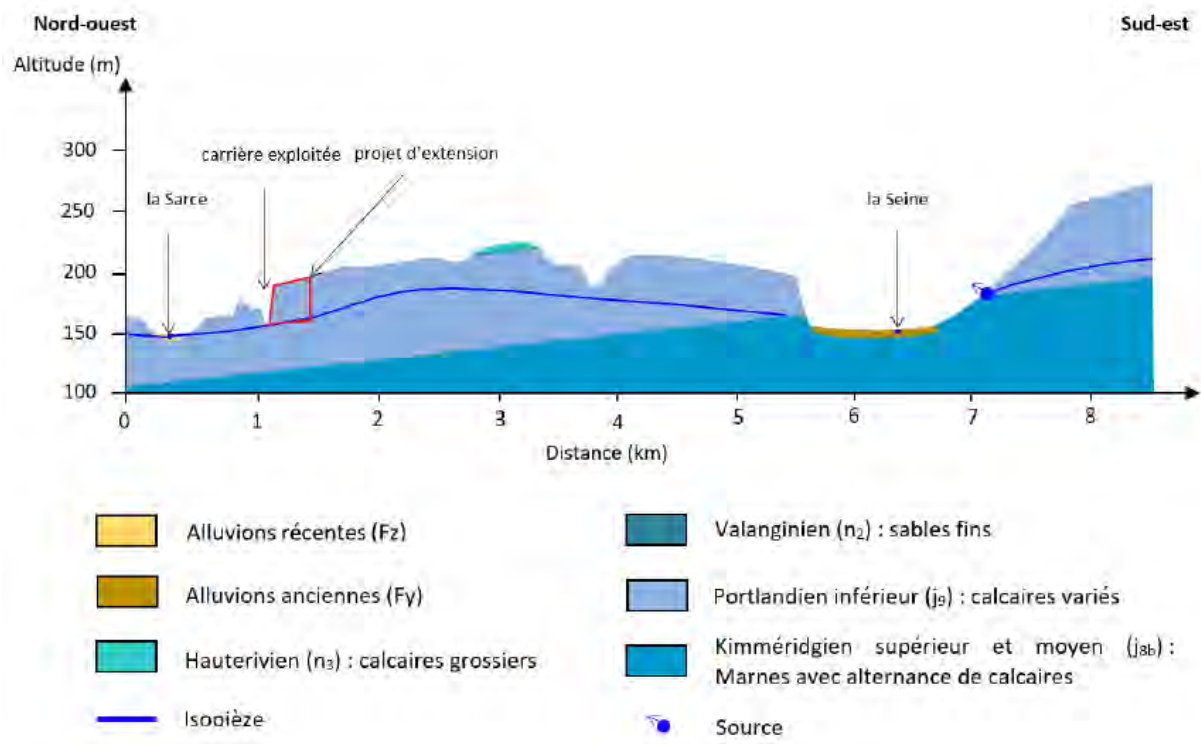 Nord-ouest
Sud-est
Altitude (m)
300
carrière exploitée
projet d'extension
250
la Sarce
la Seine
200
150
100
0
1
2
3
4
5
6
7
8
Distance (km)
Alluvions récentes (Fz)
Valanginien (n2) : sables fins
Alluvions anciennes (Fy)
Portlandien inférieur (j9) : calcaires variés
Hauterivien (n3) : calcaires grossiers
Kimméridgien supérieur et moyen (j8b) :
Marnes avec alternance de calcaires
Isopièze
Source